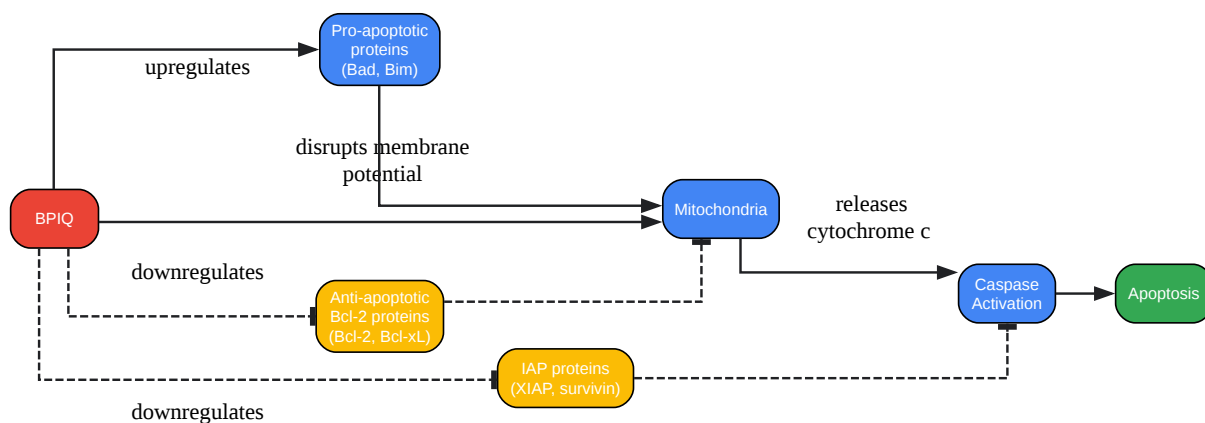 Pro-apoptotic
proteins
(Bad, Bim)
upregulates
disrupts membrane
potential
BPIQ
Mitochondria
releases
cytochrome c
downregulates
Anti-apoptotic
Bcl-2 proteins
(Bcl-2, Bcl-xL)
Caspase
Activation
Apoptosis
IAP proteins
(XIAP, survivin)
downregulates